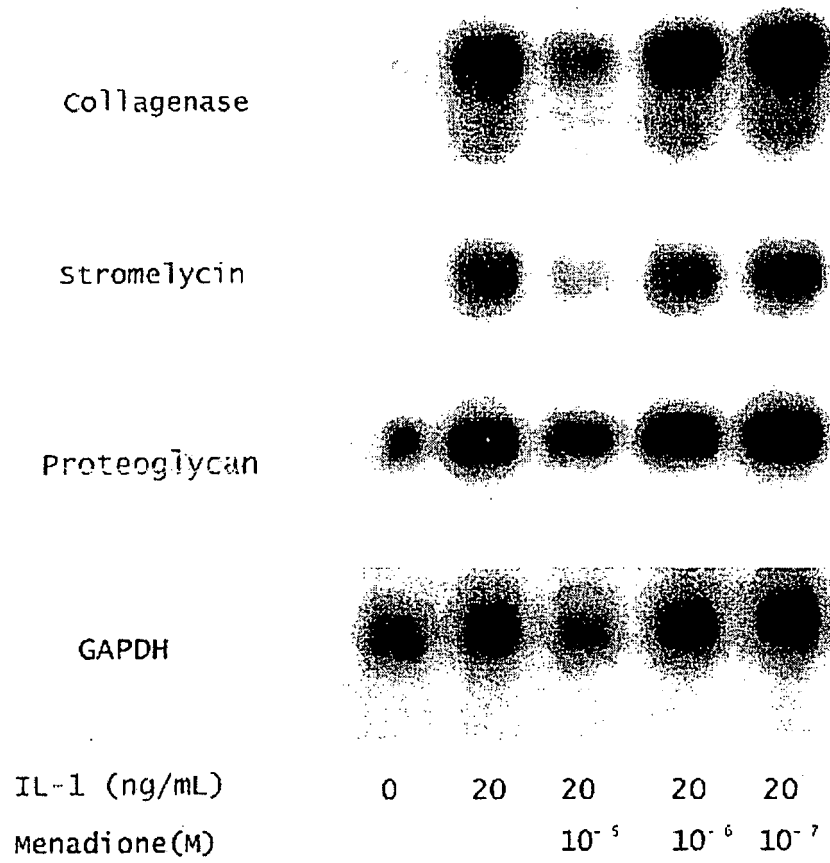 Collagenase
Stromelycin
Proteoglycan
GAPDH
IL-1 (ng/mL) 0 20 20 20 20
Menadione(M) 10⁻⁵ 10⁻⁶ 10⁻⁷